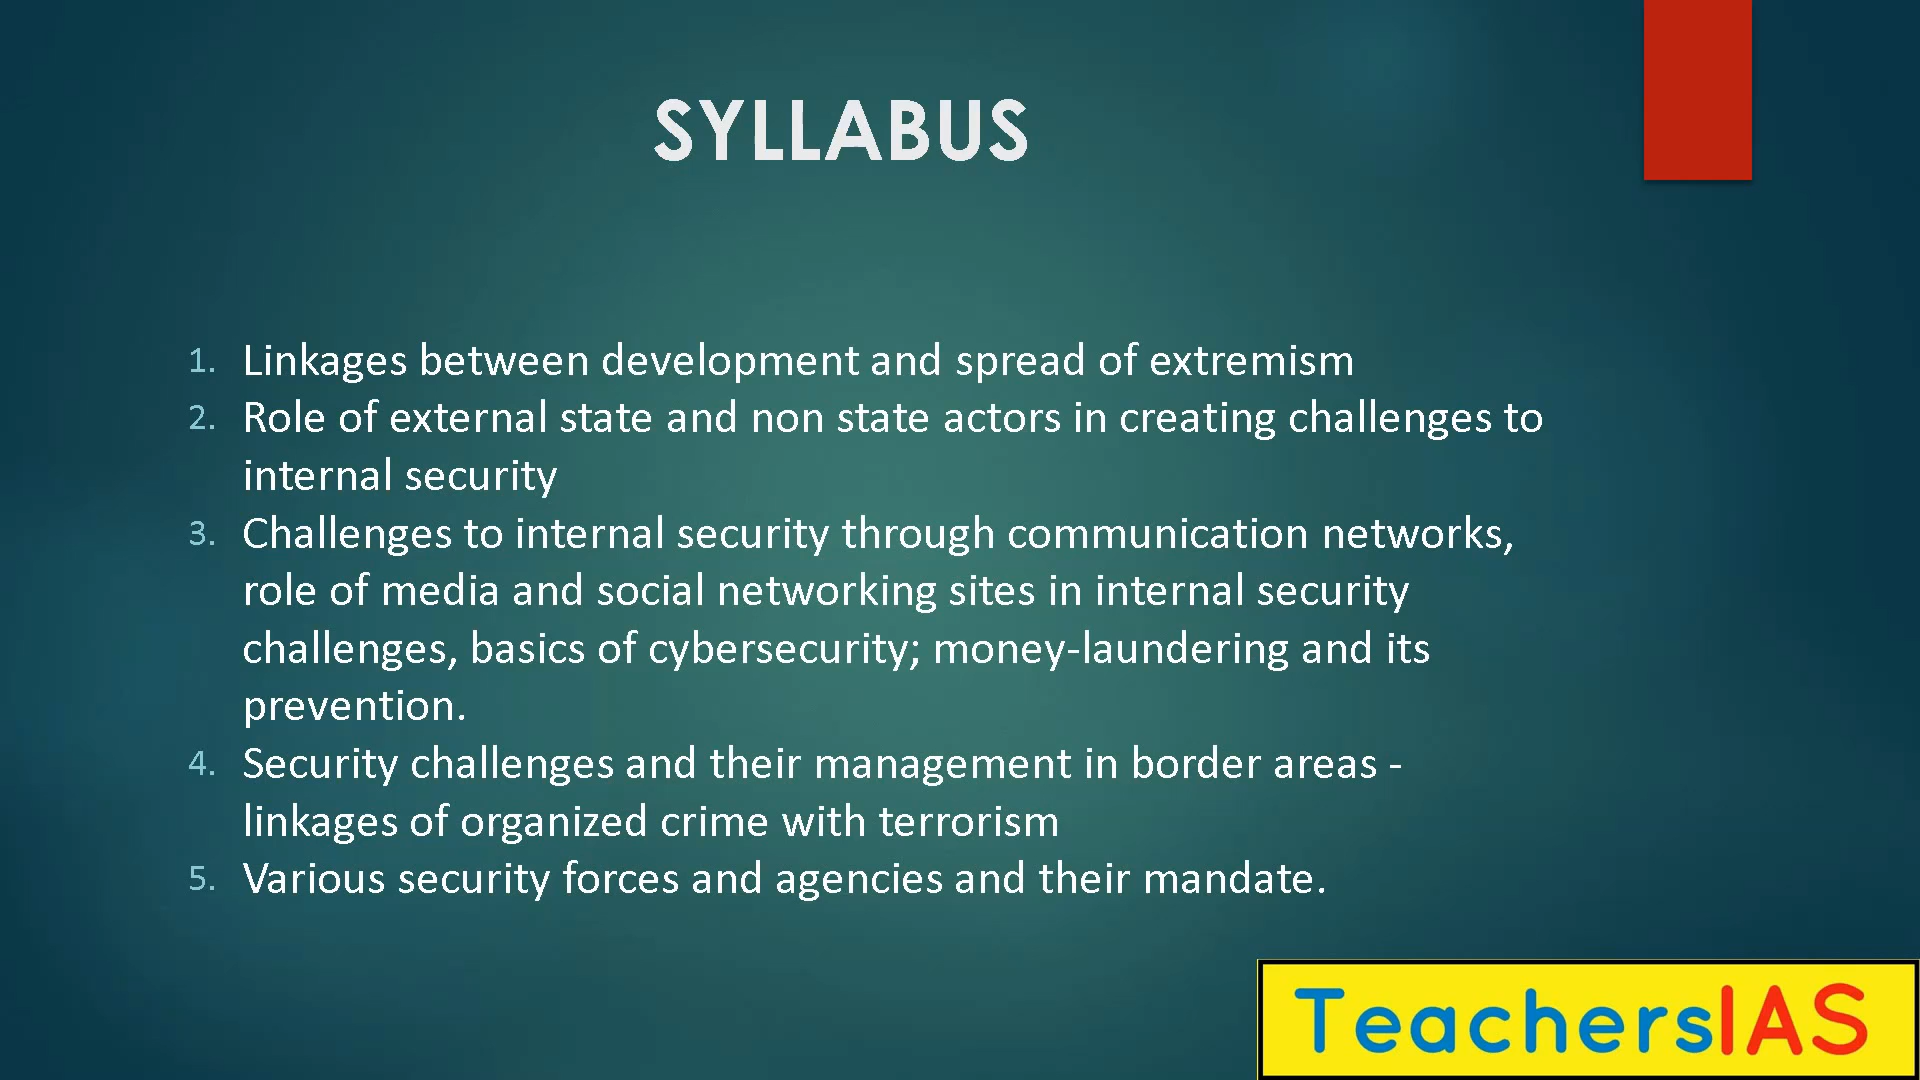 SYLLABUS
1. Linkages between development and spread of extremism
2. Role of external state and non state actors in creating challenges to
internal security
3. Challenges to internal security through communication networks,
role of media and social networking sites in internal security
challenges, basics of cybersecurity; money-laundering and its
prevention.
4. Security challenges and their management in border areas -
linkages of organized crime with terrorism
5. Various security forces and agencies and their mandate.
TeachersIAS